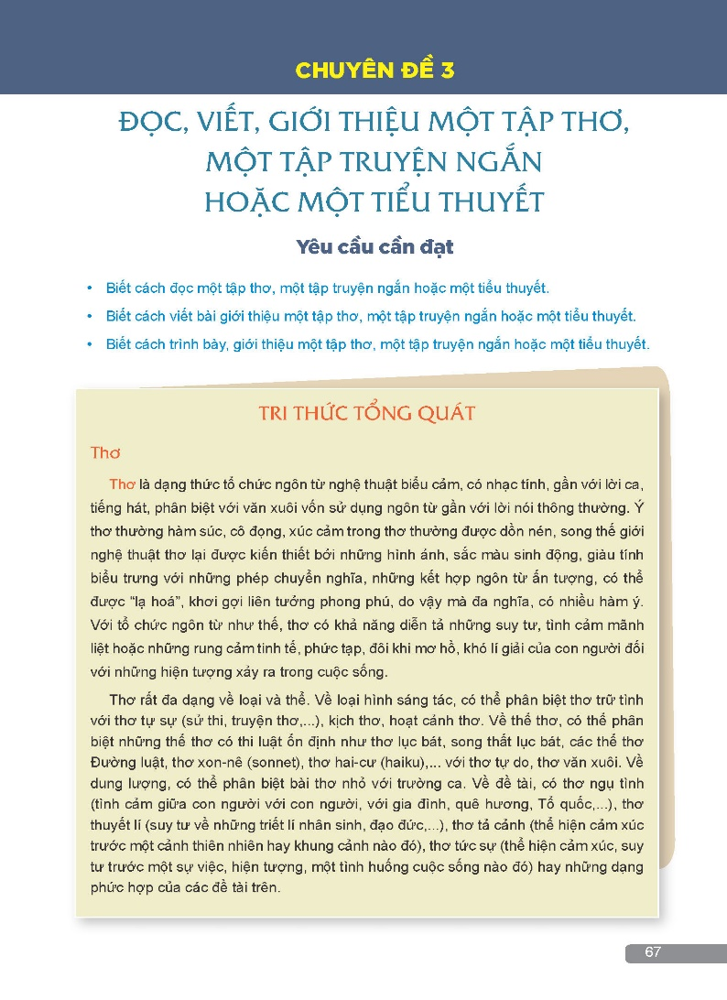 CHUYÊN ĐỀ 3
ĐỌC, VIẾT, GIỚI THIỆU MỘT TẬP THƠ,
MỘT TẬP TRUYỆN NGẮN
HOẶC MỘT TIỂU THUYẾT
Yêu cầu cần đạt
• Biết cách đọc một tập thơ, một tập truyện ngắn hoặc một tiểu thuyết.
• Biết cách viết bài giới thiệu một tập thơ, một tập truyện ngắn hoặc một tiểu thuyết.
• Biết cách trình bày, giới thiệu một tập thơ, một tập truyện ngắn hoặc một tiểu thuyết.
TRI THỨC TỔNG QUÁT
Thơ
Thơ là dạng thức tổ chức ngôn từ nghệ thuật biểu cảm, có nhạc tính, gần với lời ca,
tiếng hát, phân biệt với văn xuôi vốn sử dụng ngôn từ gần với lời nói thông thường. Ý
thơ thường hàm súc, cô đọng, xúc cảm trong thơ thường được dồn nén, song thế giới
nghệ thuật thơ lại được kiến thiết bởi những hình ảnh, sắc màu sinh động, giàu tính
biểu trưng với những phép chuyển nghĩa, những kết hợp ngôn từ ấn tượng, có thể
được “lạ hoá”, khơi gợi liên tưởng phong phú, do vậy mà đa nghĩa, có nhiều hàm ý.
Với tổ chức ngôn từ như thế, thơ có khả năng diễn tả những suy tư, tình cảm mãnh
liệt hoặc những rung cảm tinh tế, phức tạp, đôi khi mơ hồ, khó lí giải của con người đối
với những hiện tượng xảy ra trong cuộc sống.
Thơ rất đa dạng về loại và thể. Về loại hình sáng tác, có thể phân biệt thơ trữ tình
với thơ tự sự (sử thi, truyện thơ,...), kịch thơ, hoạt cảnh thơ. Về thể thơ, có thể phân
biệt những thể thơ có thi luật ổn định như thơ lục bát, song thất lục bát, các thể thơ
Đường luật, thơ xon-nê (sonnet), thơ hai-cư (haiku),... với thơ tự do, thơ văn xuôi. Về
dung lượng, có thể phân biệt bài thơ nhỏ với trường ca. Về đề tài, có thơ ngụ tình
(tình cảm giữa con người với con người, với gia đình, quê hương, Tổ quốc,...), thơ
thuyết lí (suy tư về những triết lí nhân sinh, đạo đức,...), thơ tả cảnh (thể hiện cảm xúc
trước một cảnh thiên nhiên hay khung cảnh nào đó), thơ tức sự (thể hiện cảm xúc, suy
tư trước một sự việc, hiện tượng, một tình huống cuộc sống nào đó) hay những dạng
phức hợp của các đề tài trên.
67